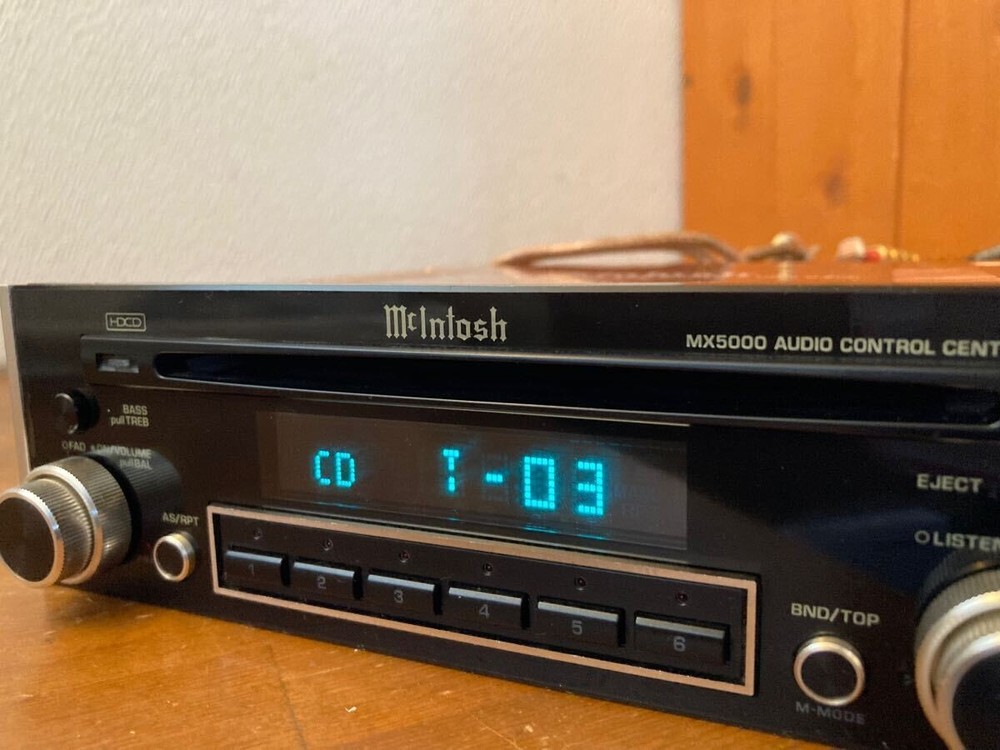 HDCD
McIntosh
MX5000 AUDIO CONTROL CENT
BASS
pull TREB
FAD
ON/VOLUME
pull BAL
AS/RPT
CD T-03
EJECT
LISTEN
1 2 3 4 5 6
BND/TOP
M-MODE